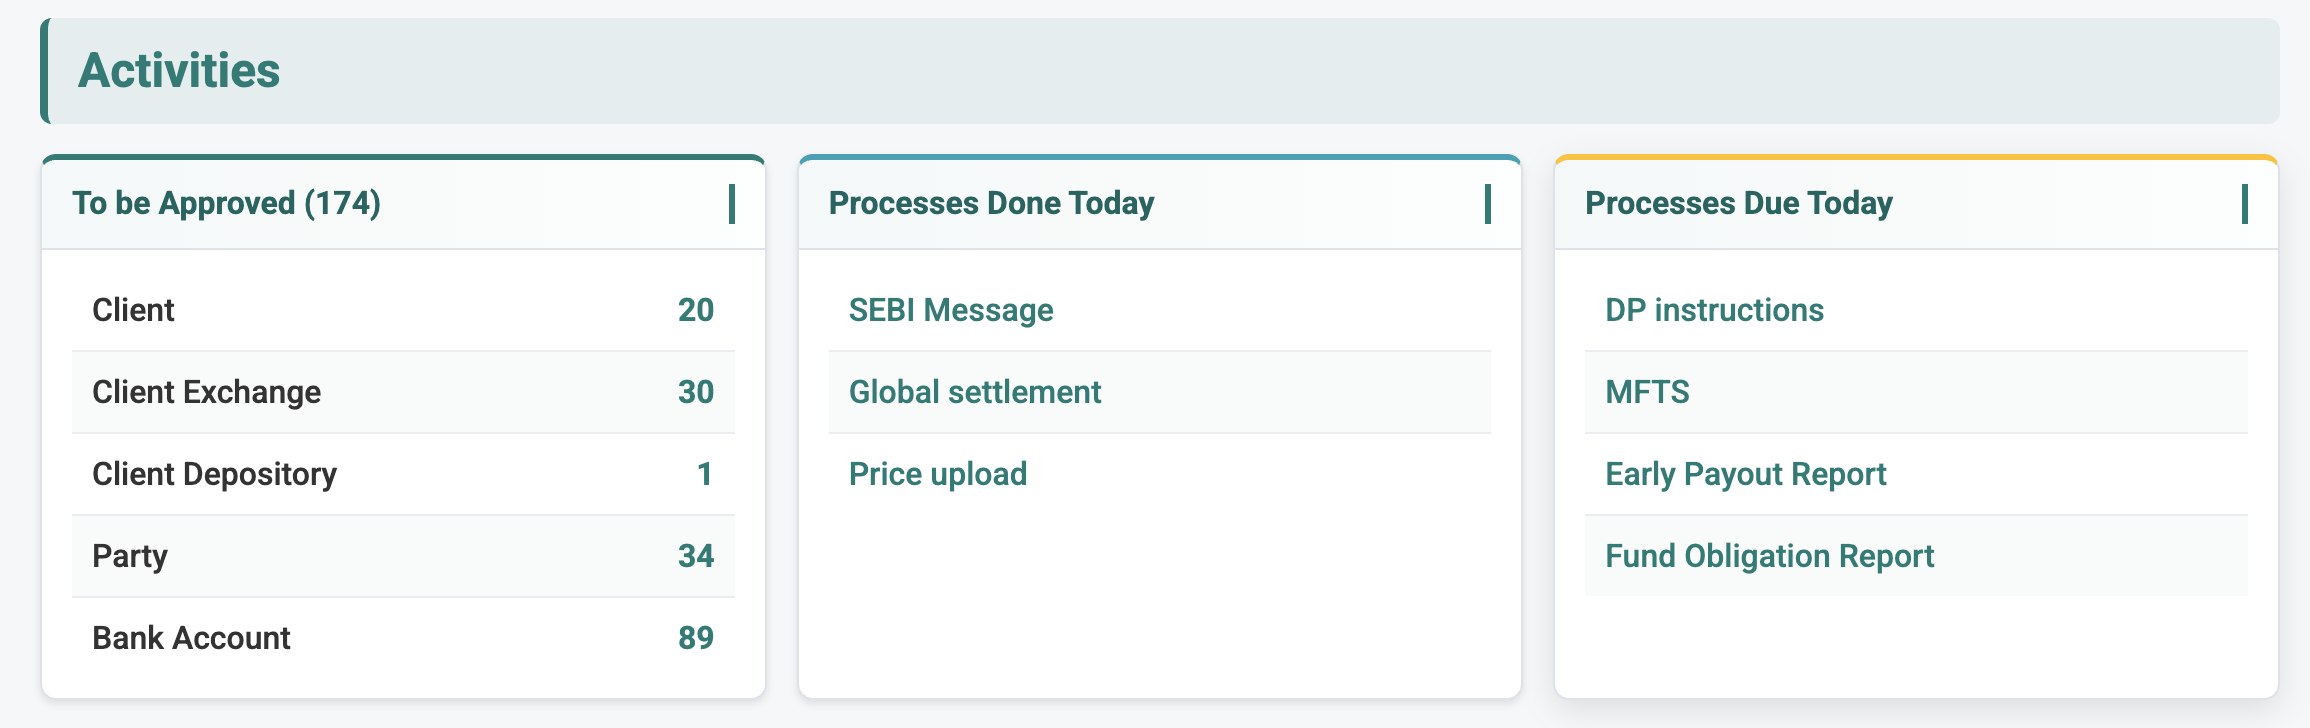 Activities
To be Approved (174)
Client 20
Client Exchange 30
Client Depository 1
Party 34
Bank Account 89
Processes Done Today
SEBI Message
Global settlement
Price upload
Processes Due Today
DP instructions
MFTS
Early Payout Report
Fund Obligation Report